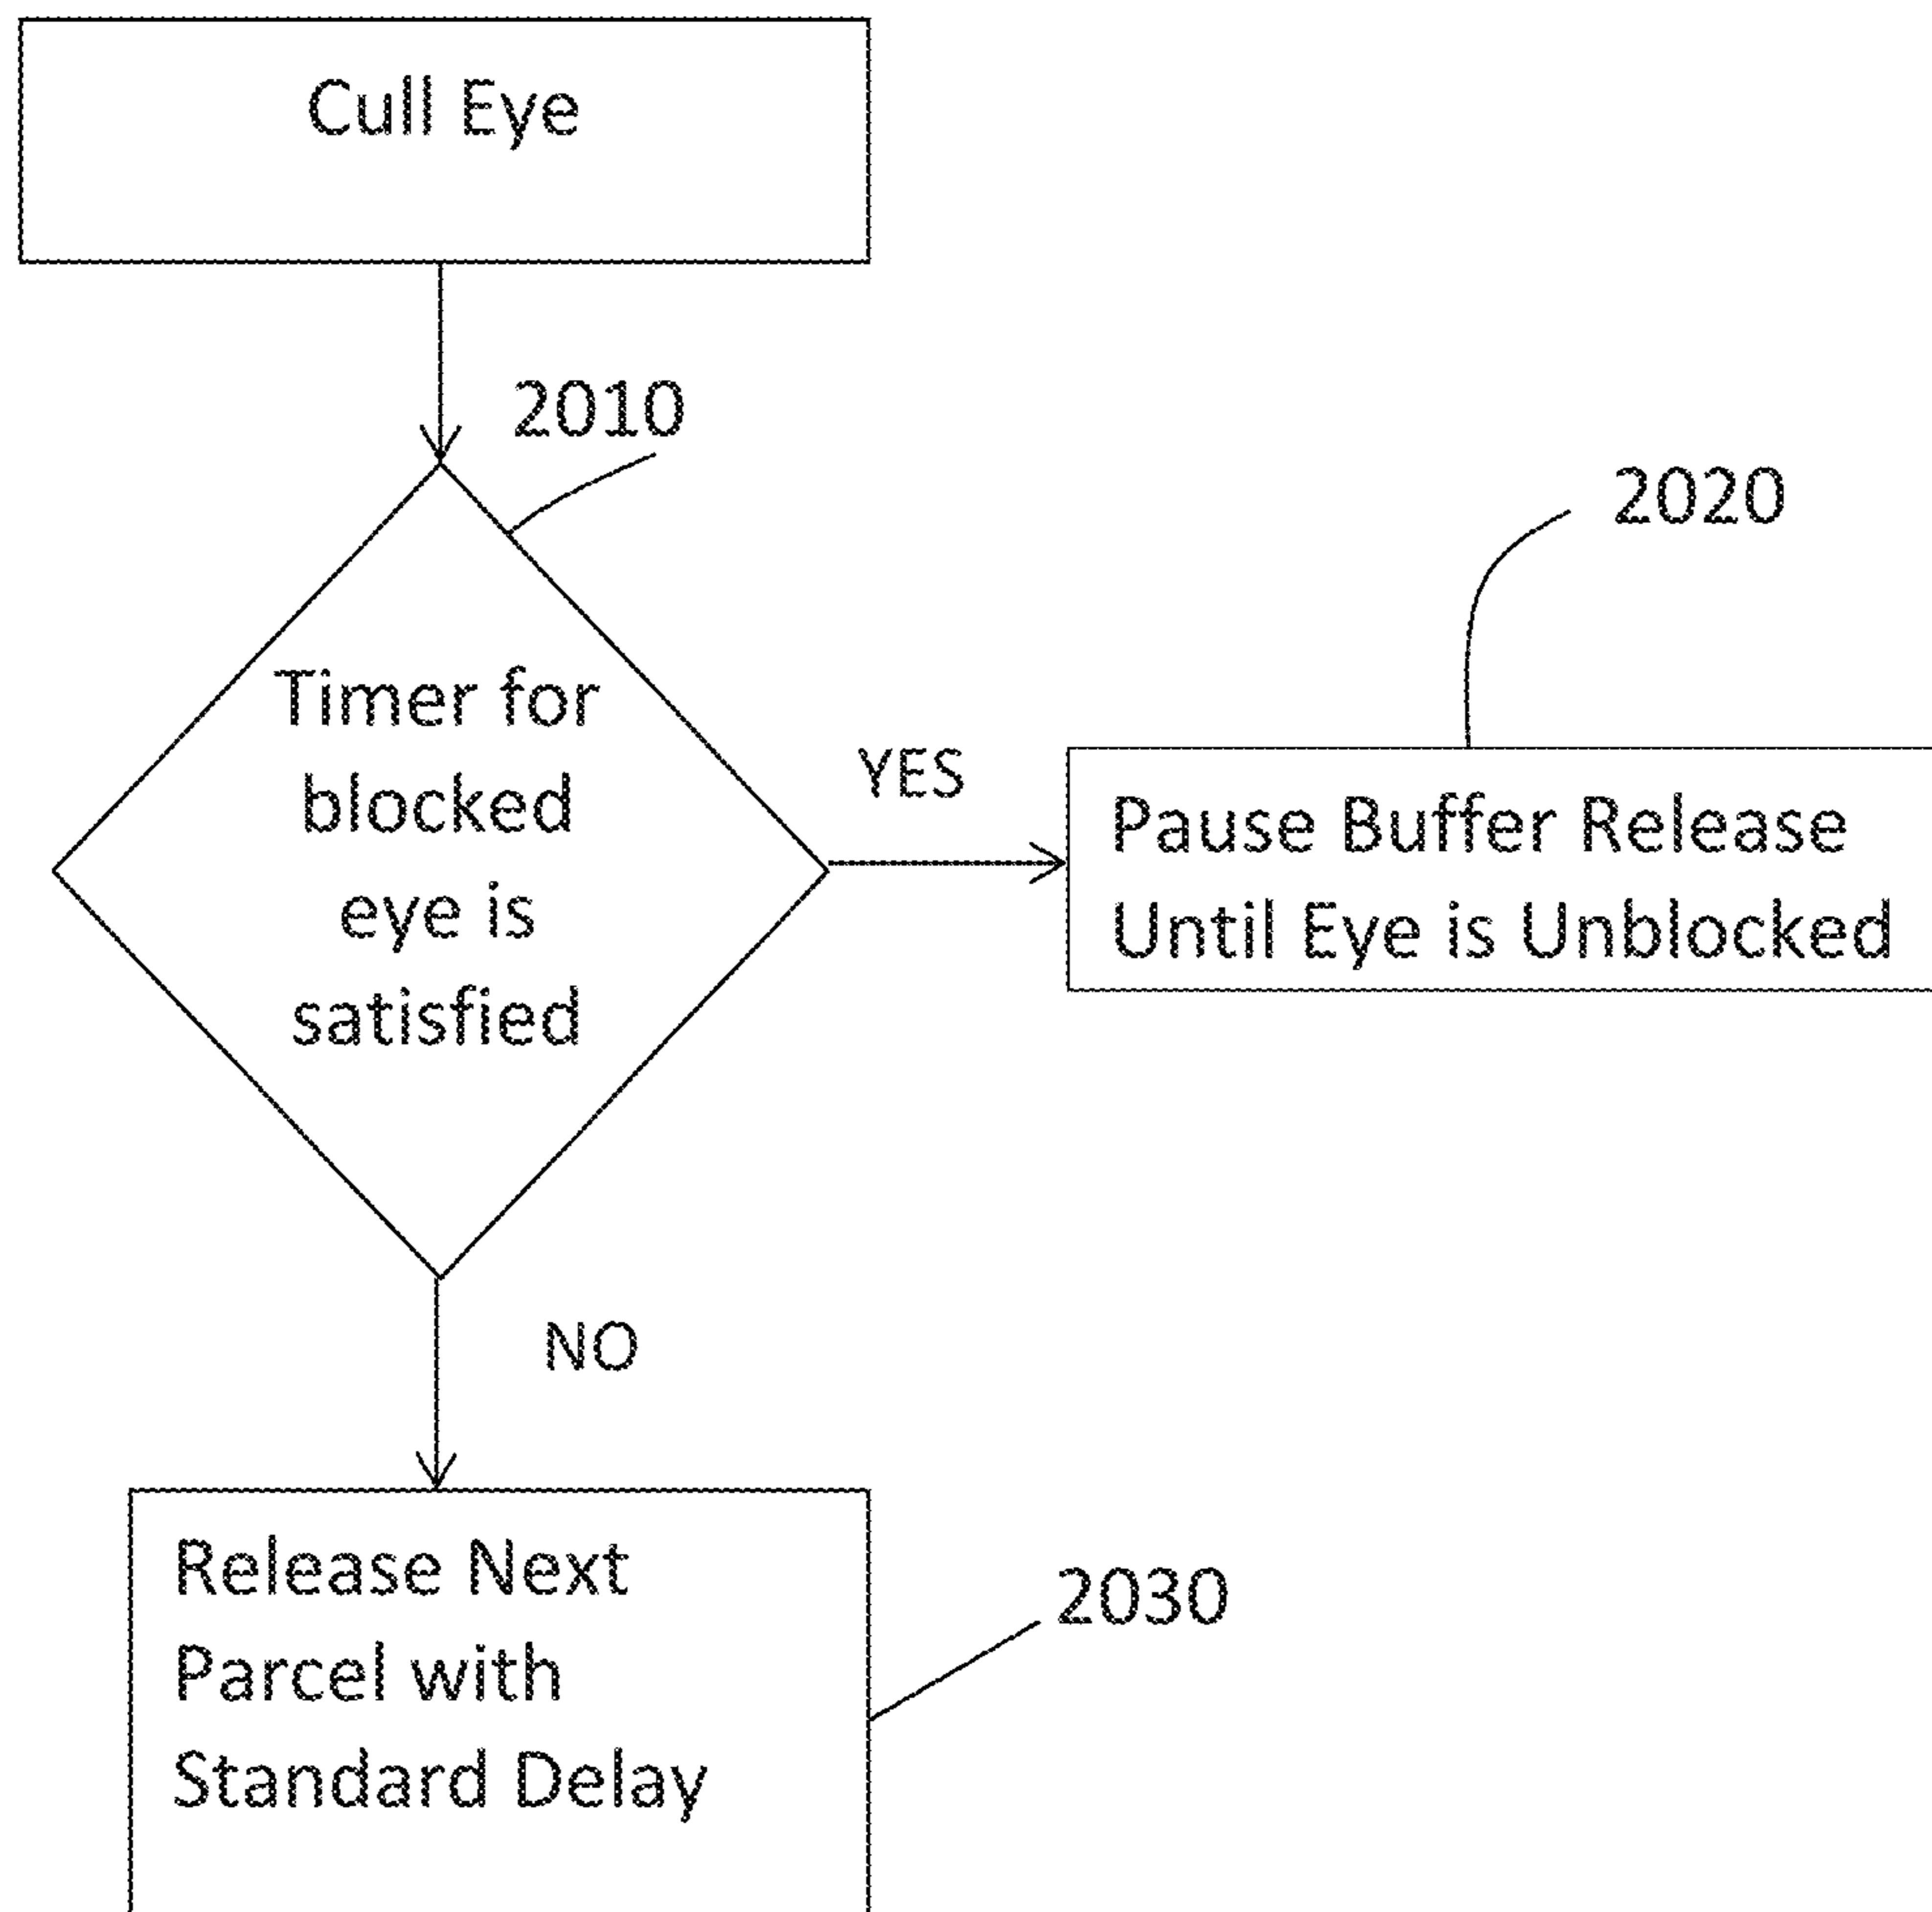 Cull Eye
2010
2020
Timer for
blocked
eye is
satisfied
YES
Pause Buffer Release
Until Eye is Unblocked
NO
Release Next
Parcel with
Standard Delay
2030